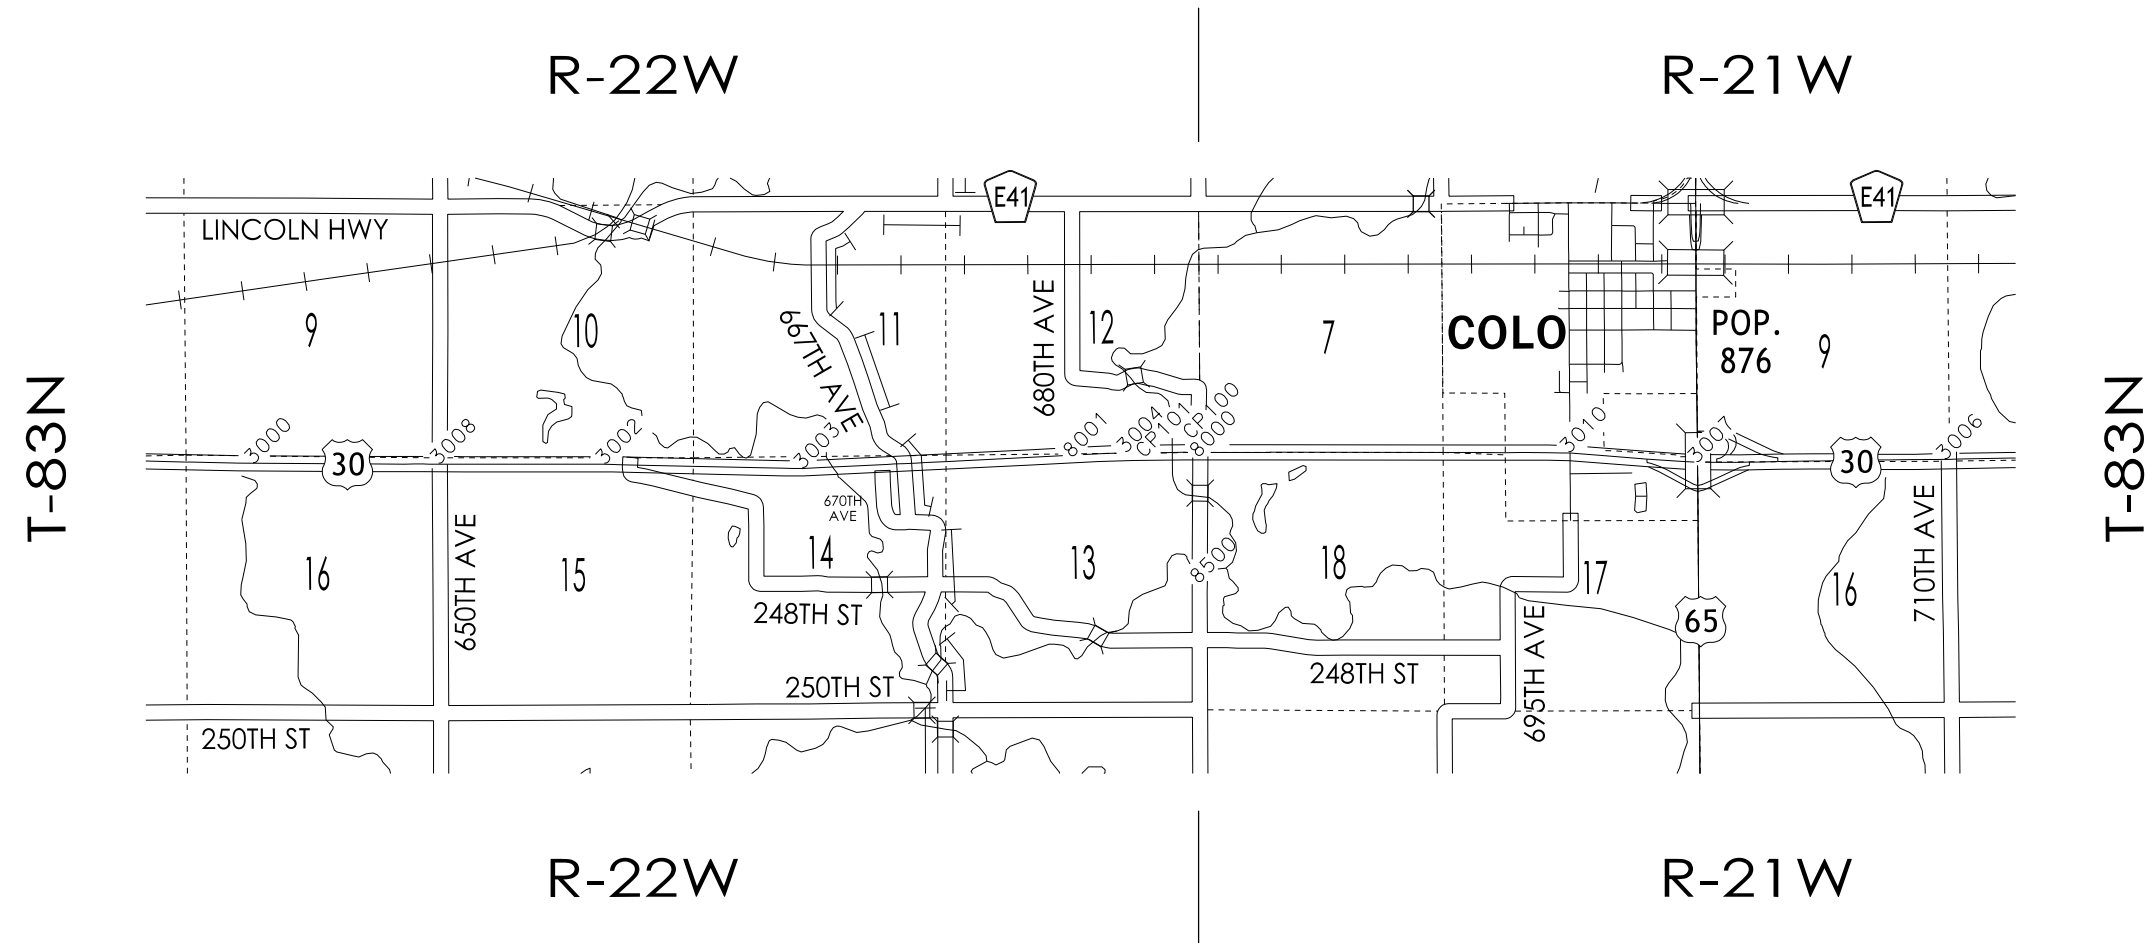 R-22W
R-21W
E41
E41
LINCOLN HWY
9
10
667TH AVE
11
680TH AVE
12
7
COLO
POP.
876
9
T-83N
T-83N
3000
3008
3002
3003
8001
3004
CP101
CP100
8000
3010
3007
3006
30
30
670TH
AVE
16
650TH AVE
15
14
13
8500
18
17
16
710TH AVE
248TH ST
65
695TH AVE
250TH ST
248TH ST
250TH ST
R-22W
R-21W